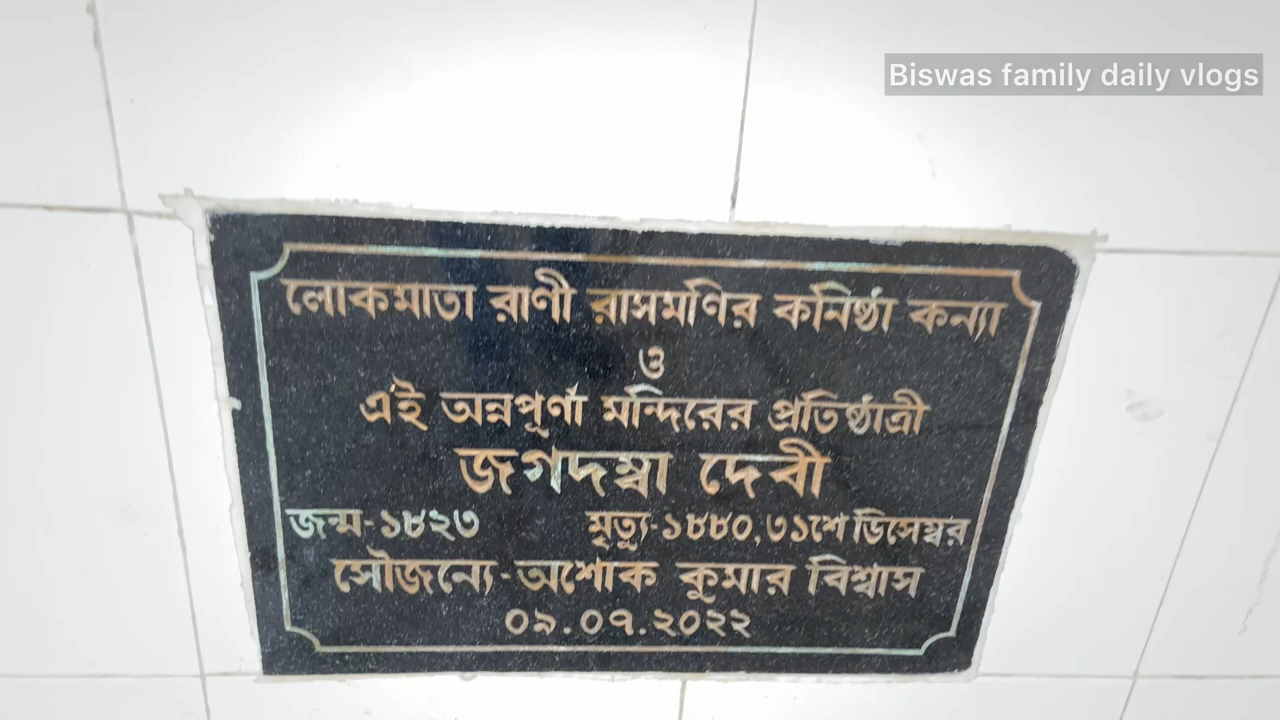 Biswas family daily vlogs
লোকমাতা রাণী রাসমণির কনিষ্ঠা কন্যা
ও
এই অন্নপূর্ণা মন্দিরের প্রতিষ্ঠাত্রী
জগদম্বা দেবী
জন্ম-১৮২৩ মৃত্যু-১৮৮০,৩১শে ডিসেম্বর
সৌজন্যে-অশোক কুমার বিশ্বাস
০৯.০৭.২০২২